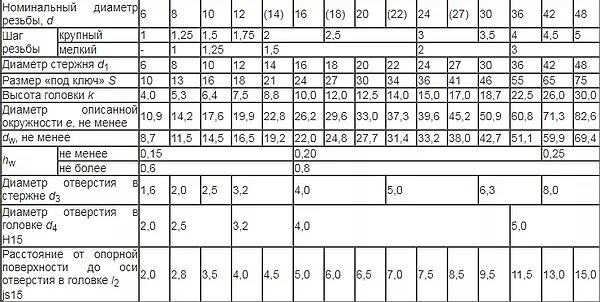 Номинальный диаметр резьбы, d 6 8 10 12 (14) 16 (18) 20 (22) 24 (27) 30 36 42 48
Шаг резьбы крупный 1 1,25 1,5 1,75 2 2,5 3 3,5 4 4,5 5
мелкий - 1 1,25 1,5 2 3
Диаметр стержня d1 6 8 10 12 14 16 18 20 22 24 27 30 36 42 48
Размер «под ключ» S 10 13 16 18 21 24 27 30 34 36 41 46 55 65 75
Высота головки k 4,0 5,3 6,4 7,5 8,8 10,0 12,0 12,5 14,0 15,0 17,0 18,7 22,5 26,0 30,0
Диаметр описанной окружности e, не менее 10,9 14,2 17,6 19,9 22,8 26,2 29,6 33,0 37,3 39,6 45,2 50,9 60,8 71,3 82,6
dw, не менее 8,7 11,5 14,5 16,5 19,2 22,0 24,8 27,7 31,4 33,2 38,0 42,7 51,1 59,9 69,4
hw не менее 0,15 0,20 0,25
не более 0,6 0,8
Диаметр отверстия в стержне d3 1,6 2,0 2,5 3,2 4,0 5,0 6,3 8,0
Диаметр отверстия в головке d4
H15 2,0 2,5 3,2 4,0 5,0
Расстояние от опорной поверхности до оси отверстия в головке l2
js15 2,0 2,8 3,5 4,0 4,5 5,0 6,0 6,5 7,0 7,5 8,5 9,5 11,5 13,0 15,0